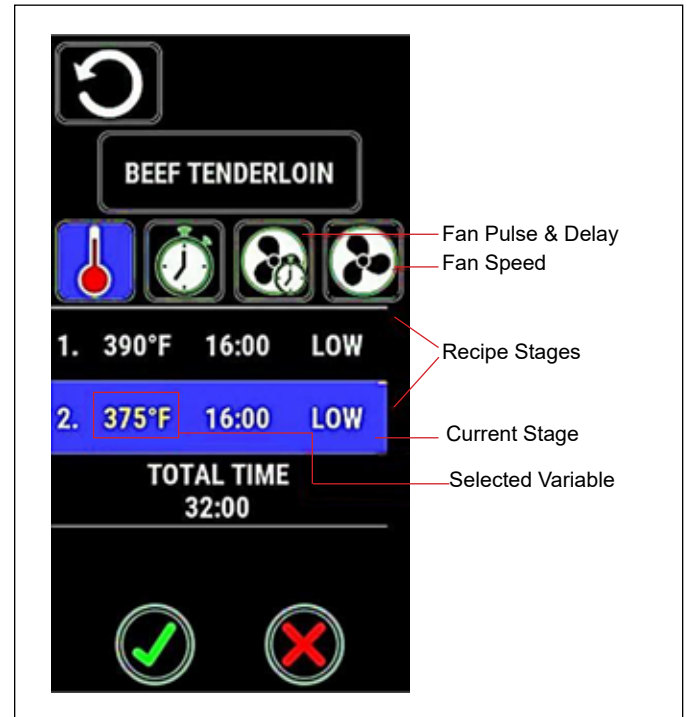 BEEF TENDERLOIN
Fan Pulse & Delay
Fan Speed
1. 390°F 16:00 LOW
Recipe Stages
2. 375°F 16:00 LOW
Current Stage
TOTAL TIME
Selected Variable
32:00